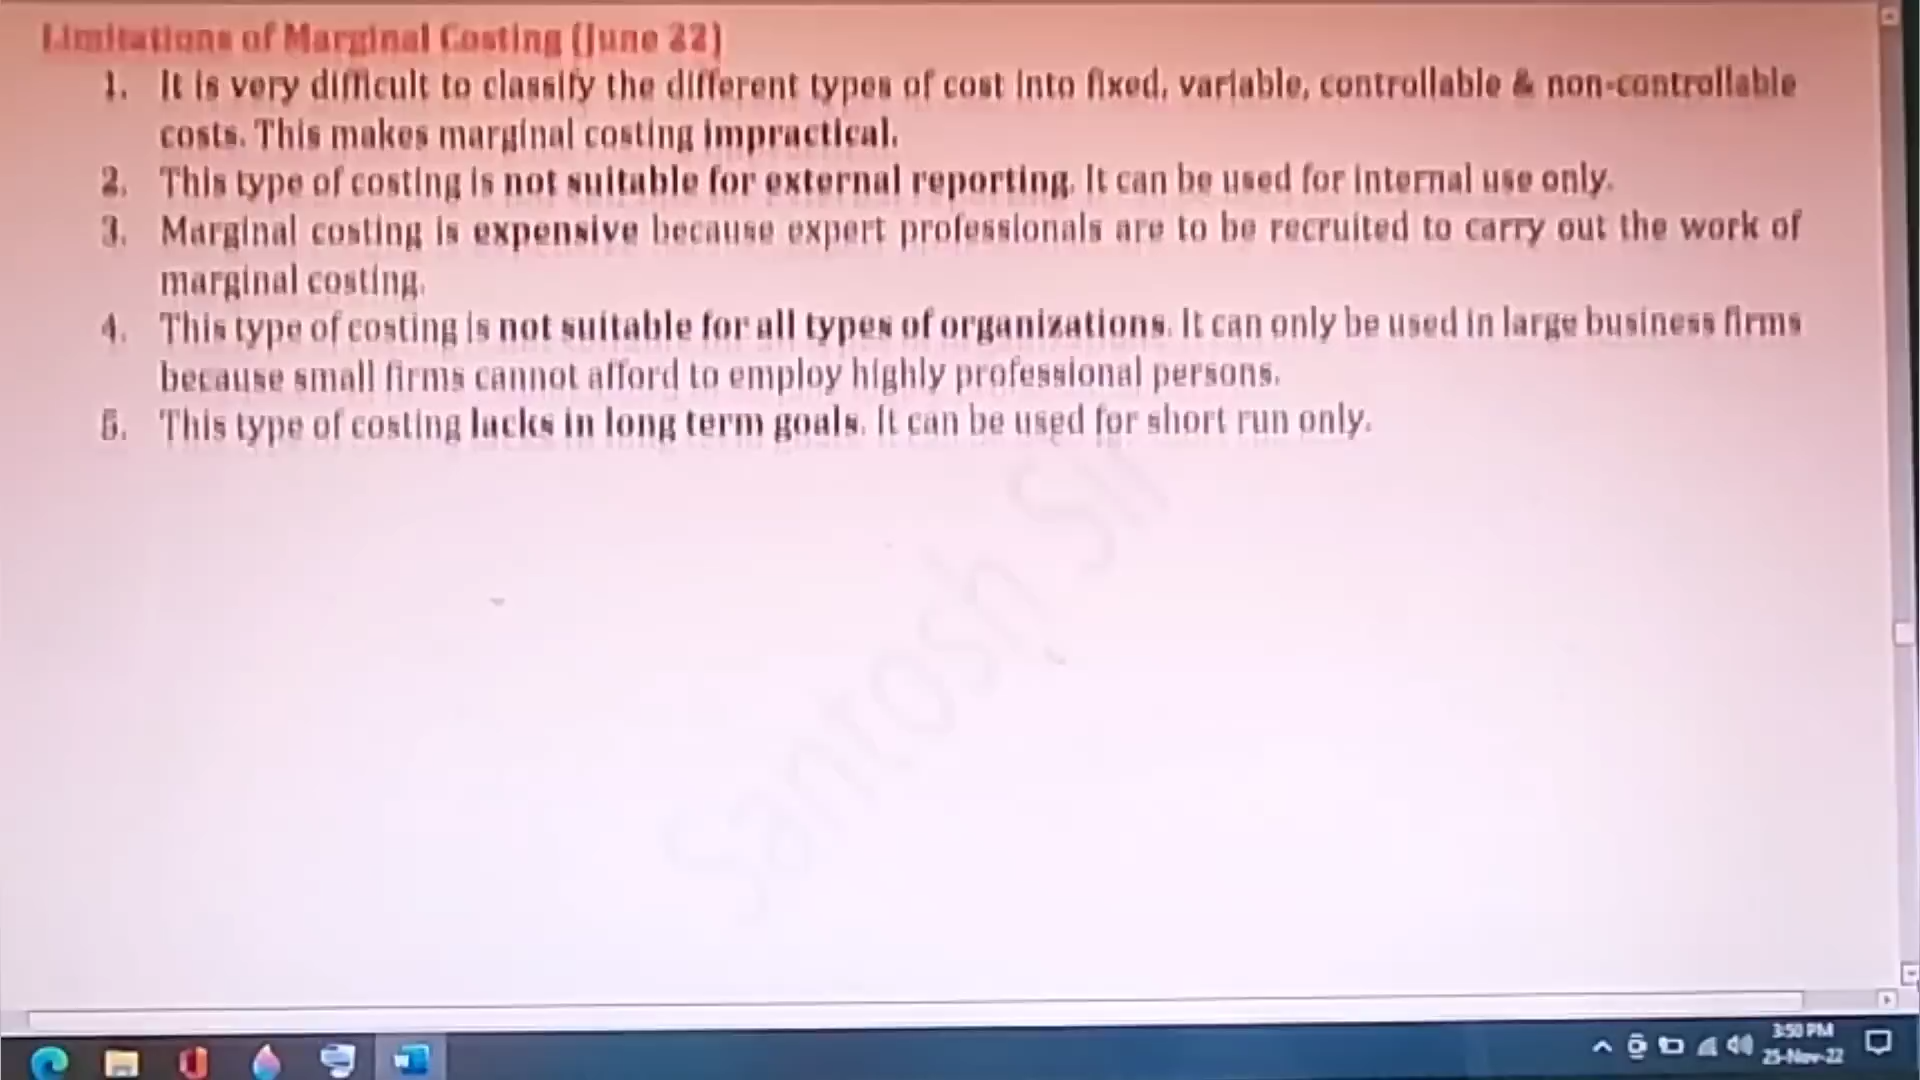 Limitations of Marginal Costing (June 22)
1. It is very difficult to classify the different types of cost into fixed, variable, controllable & non-controllable
costs. This makes marginal costing impractical.
2. This type of costing is not suitable for external reporting. It can be used for internal use only.
3. Marginal costing is expensive because expert professionals are to be recruited to carry out the work of
marginal costing.
4. This type of costing is not suitable for all types of organizations. It can only be used in large business firms
because small firms cannot afford to employ highly professional persons.
5. This type of costing lacks in long term goals. It can be used for short run only.
Santosh Sir
3:50 PM
25-Nov-22